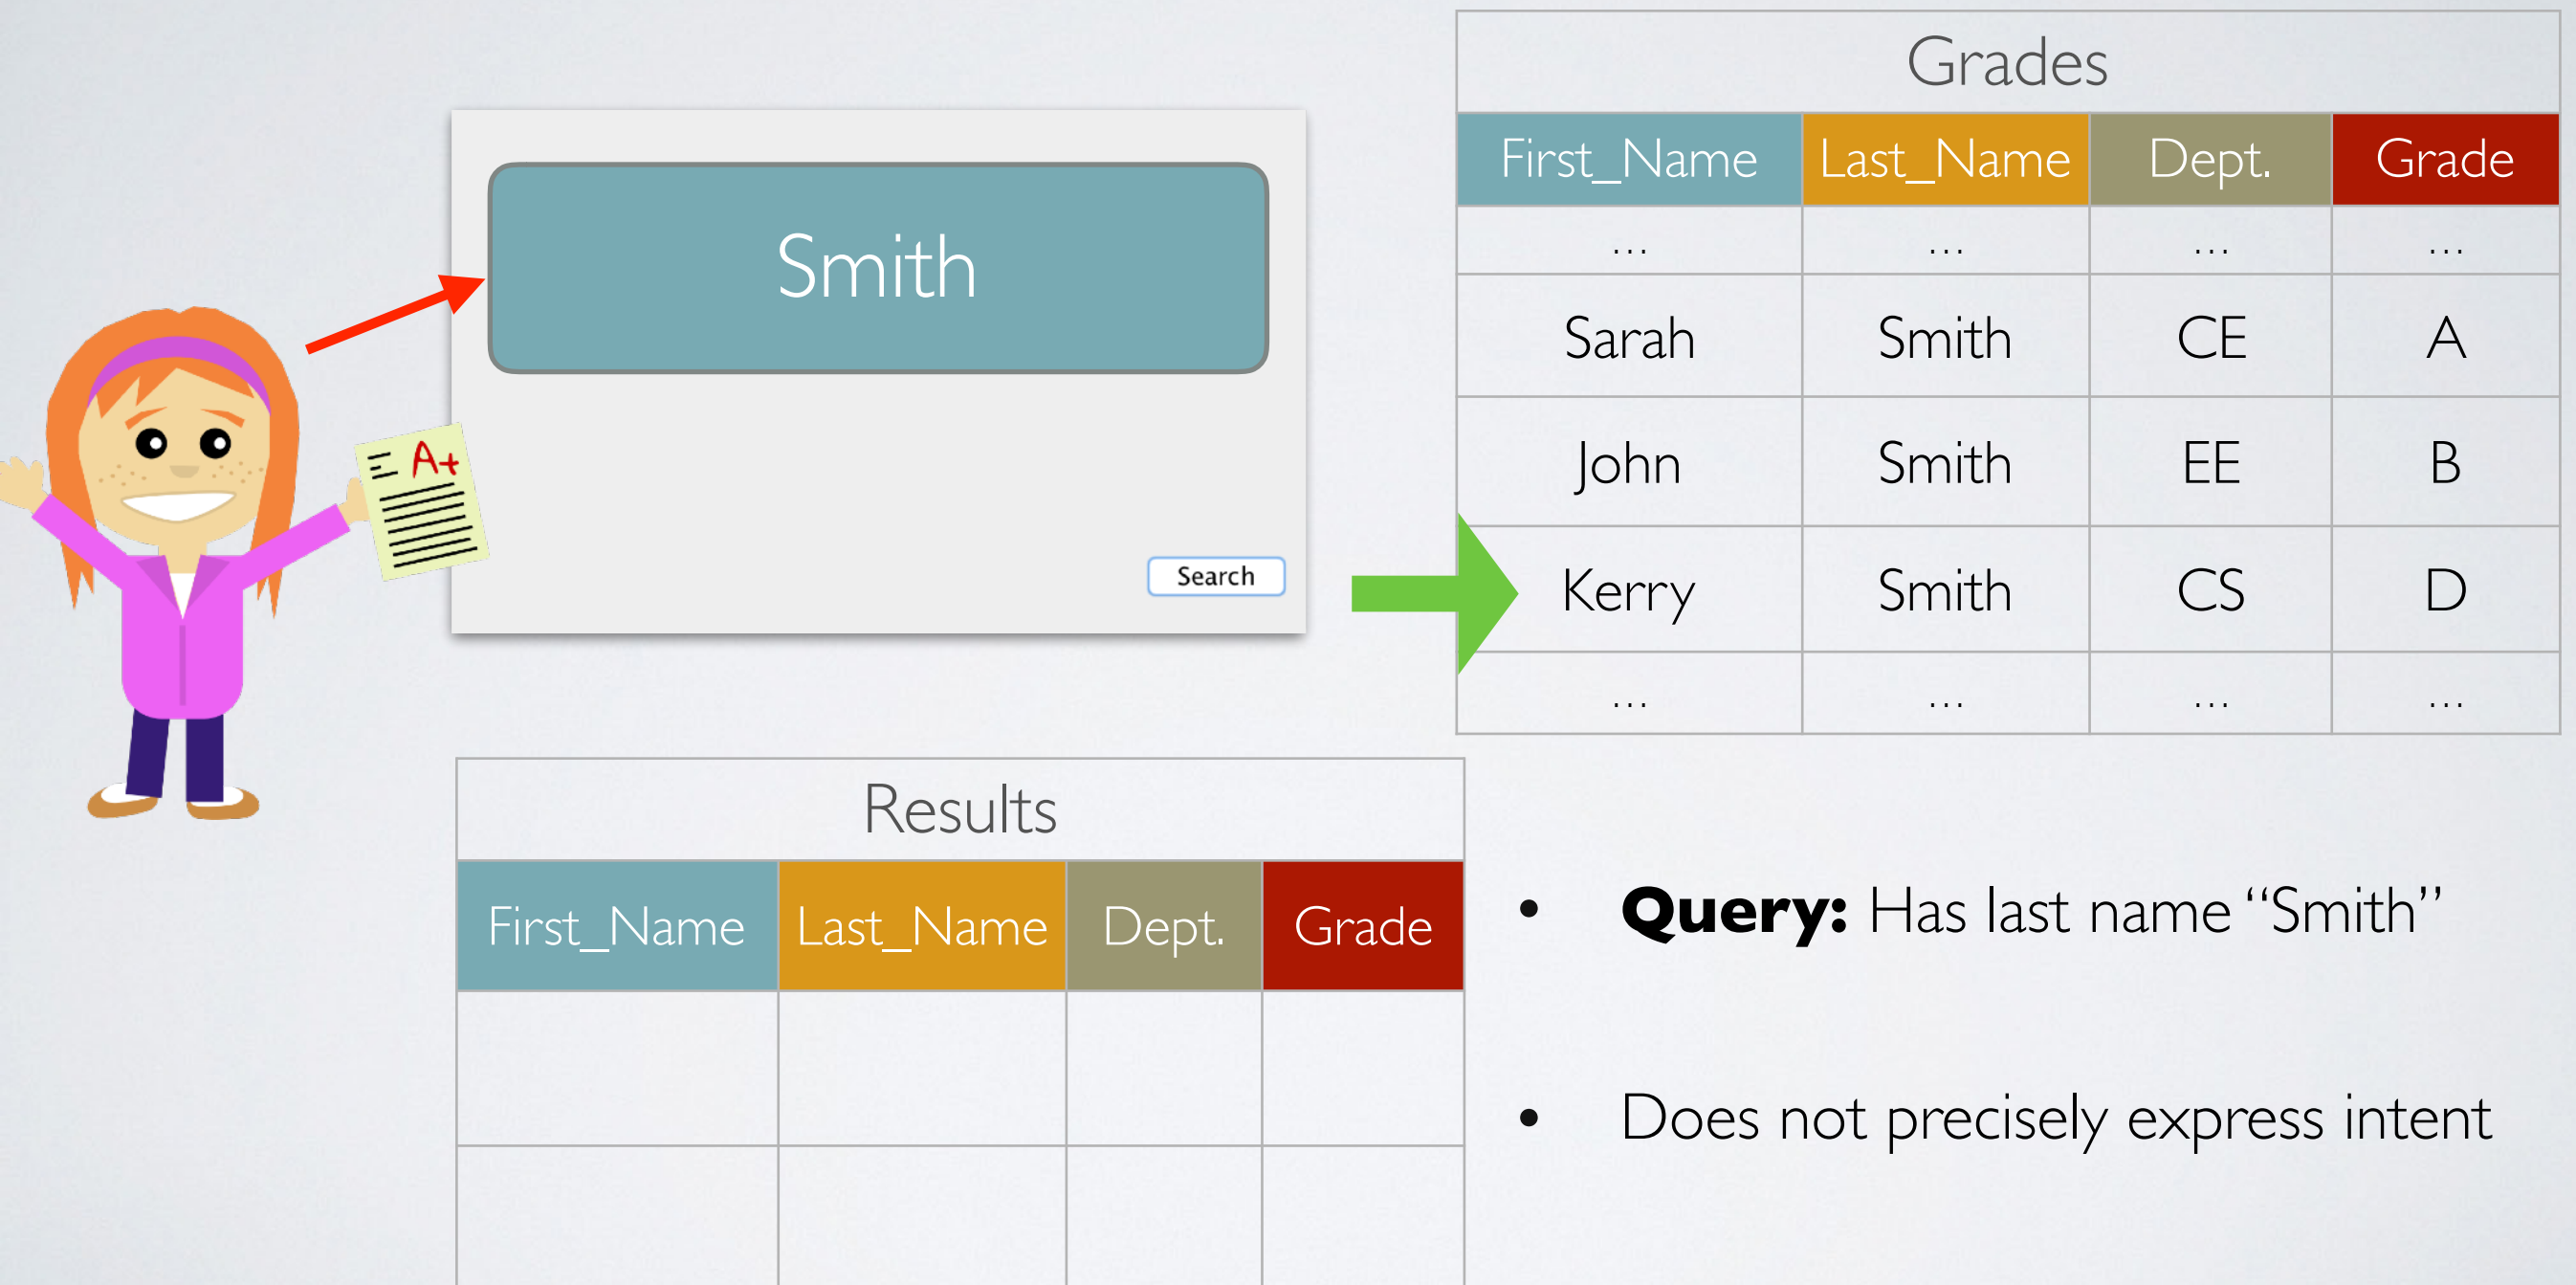 Smith
Search
A+
Grades
First_Name Last_Name Dept. Grade
... ... ... ...
Sarah Smith CE A
John Smith EE B
Kerry Smith CS D
... ... ... ...
Results
First_Name Last_Name Dept. Grade
• Query: Has last name “Smith”
• Does not precisely express intent